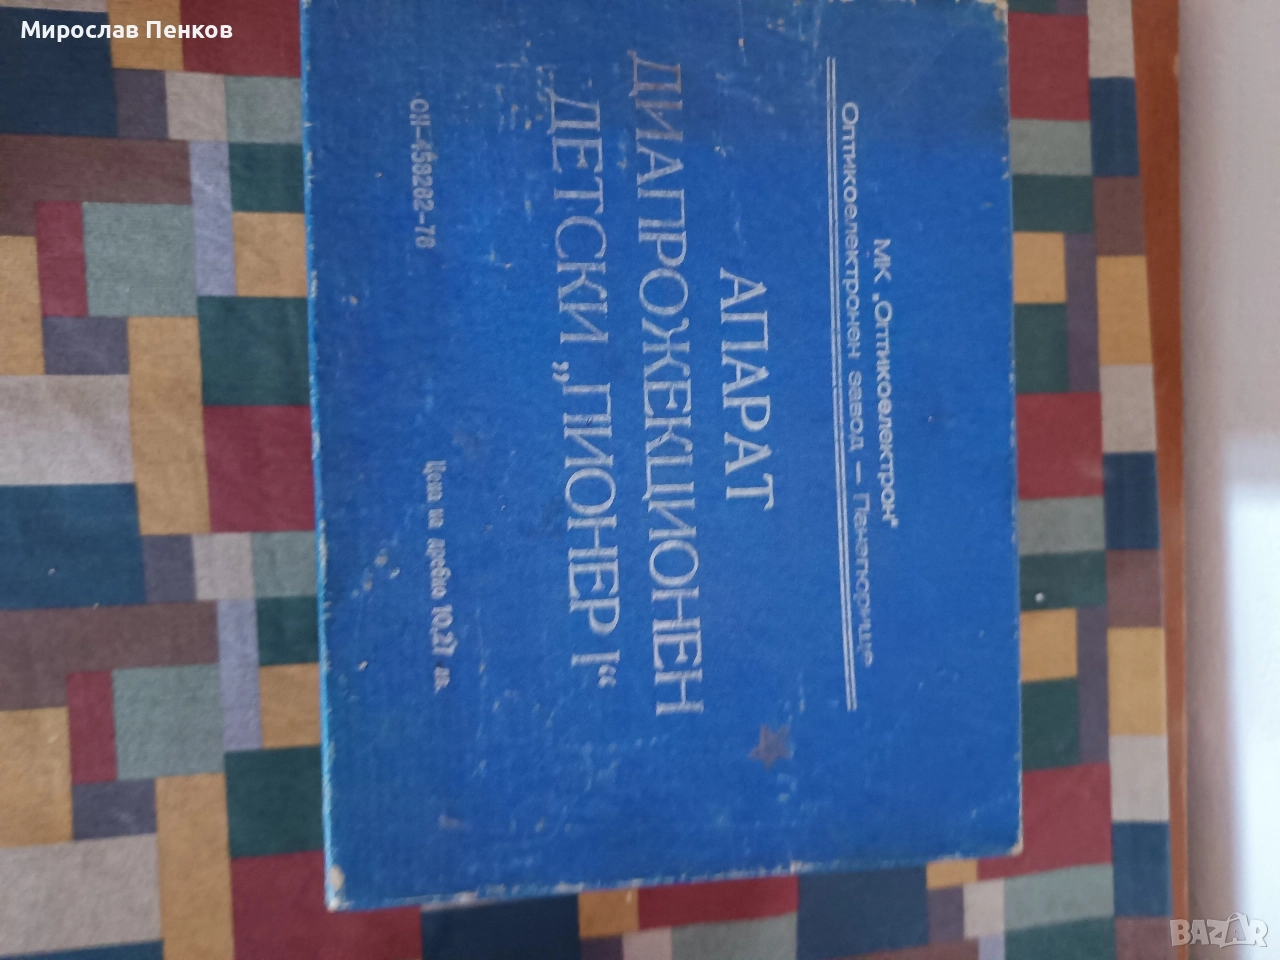 Мирослав Пенков
МК „Оптикоелектрон“
Оптикоелектронен завод – Панагюрище
АПАРАТ
ДИАПРОЖЕКЦИОНЕН
ДЕТСКИ „ПИОНЕР I“
ОН-458282-78
Цена на дребно 10,27 лв.
BAZAR